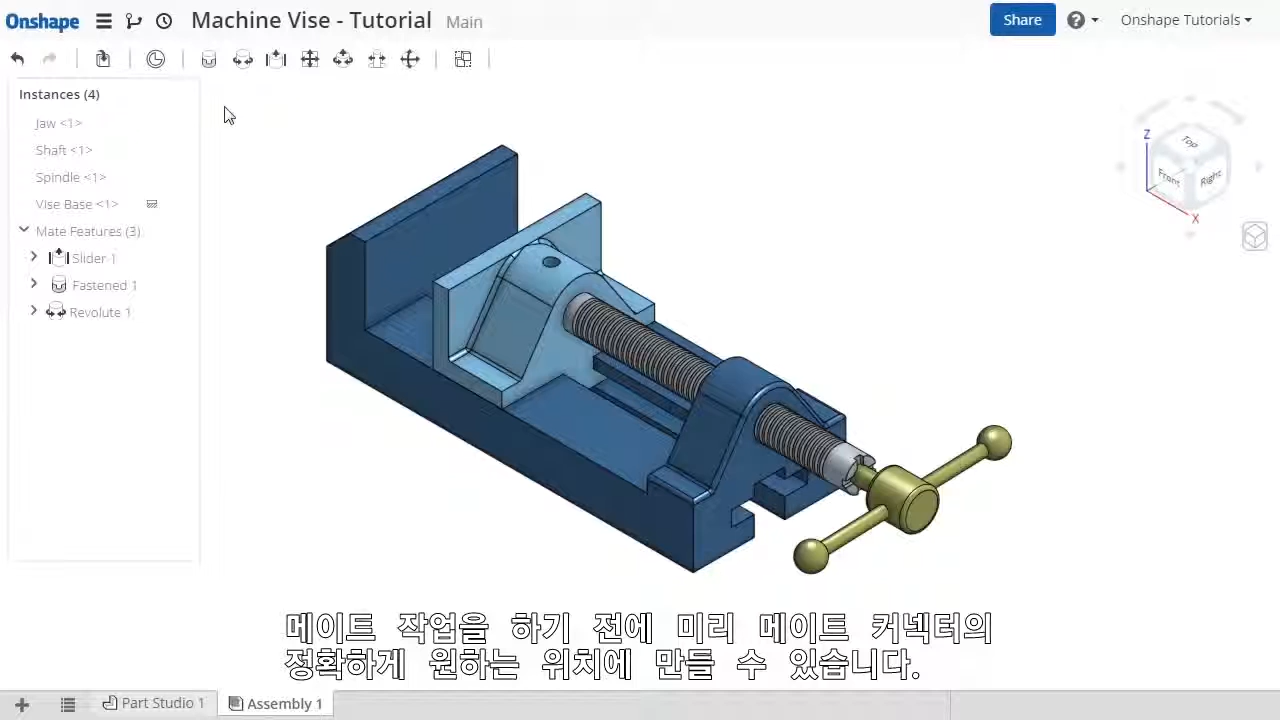 Onshape Machine Vise - Tutorial Main Share Onshape Tutorials
Instances (4)
Jaw <1>
Shaft <1>
Spindle <1>
Vise Base <1>
Mate Features (3)
Slider 1
Fastened 1
Revolute 1
Z
Top
Front Right
X
메이트 작업을 하기 전에 미리 메이트 커넥터의
정확하게 원하는 위치에 만들 수 있습니다.
Part Studio 1 Assembly 1